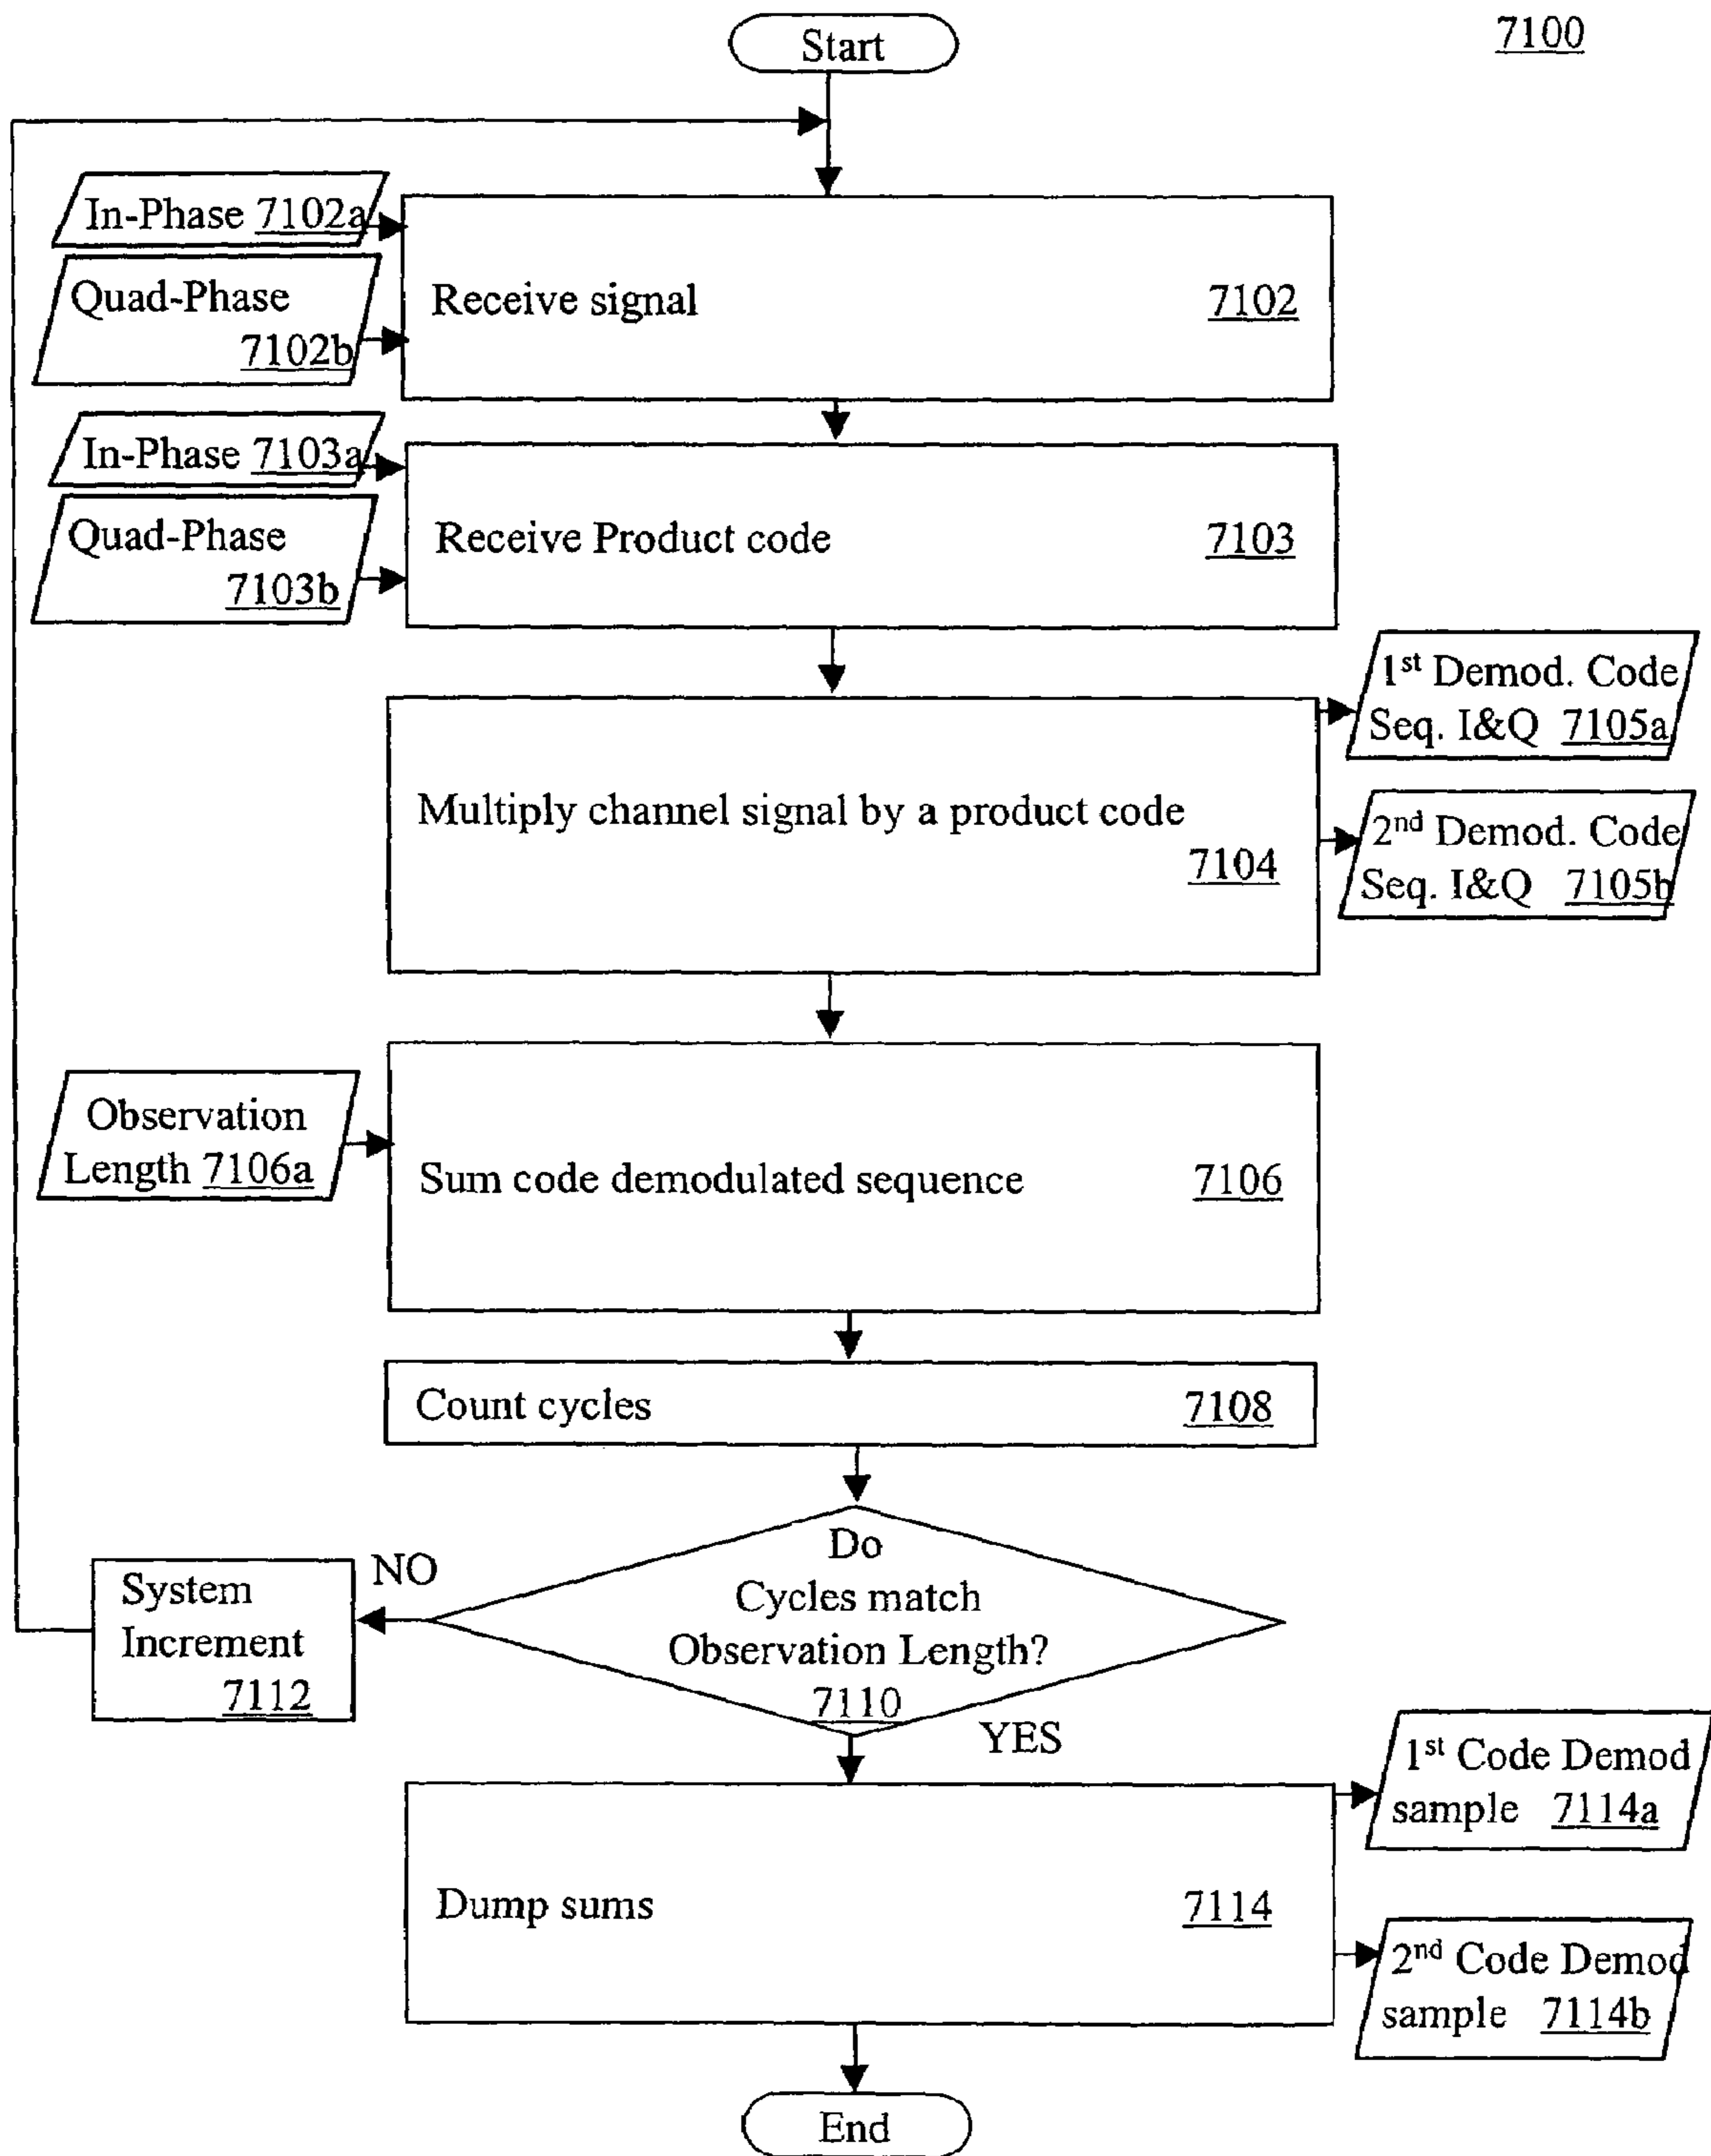 7100
Start
In-Phase 7102a
Quad-Phase
7102b
Receive signal 7102
In-Phase 7103a
Quad-Phase
7103b
Receive Product code 7103
1st Demod. Code
Seq. I&Q 7105a
Multiply channel signal by a product code
7104
2nd Demod. Code
Seq. I&Q 7105b
Observation
Length 7106a
Sum code demodulated sequence 7106
Count cycles 7108
Do
Cycles match
Observation Length?
7110
NO
System
Increment
7112
YES
1st Code Demod
sample 7114a
Dump sums 7114
2nd Code Demod
sample 7114b
End